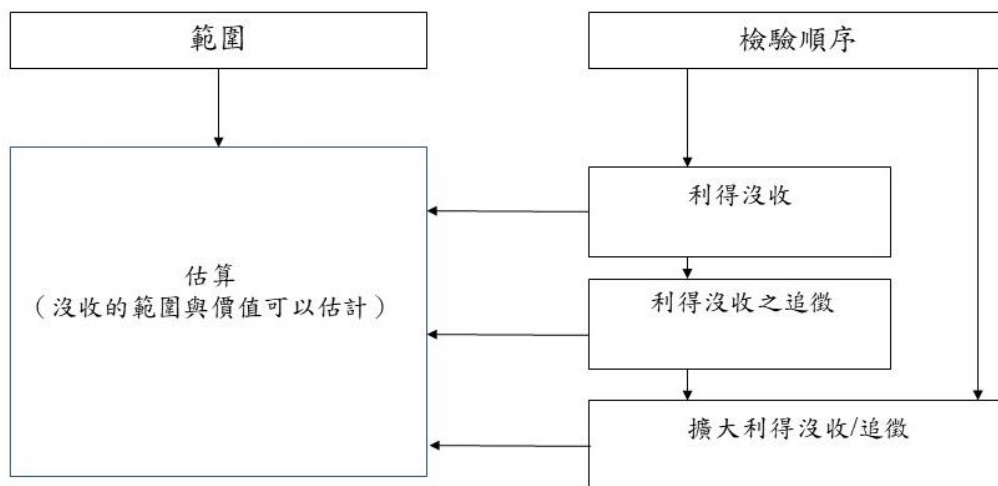 範圍
檢驗順序
利得沒收
估算
（沒收的範圍與價值可以估計）
利得沒收之追徵
擴大利得沒收/追徵